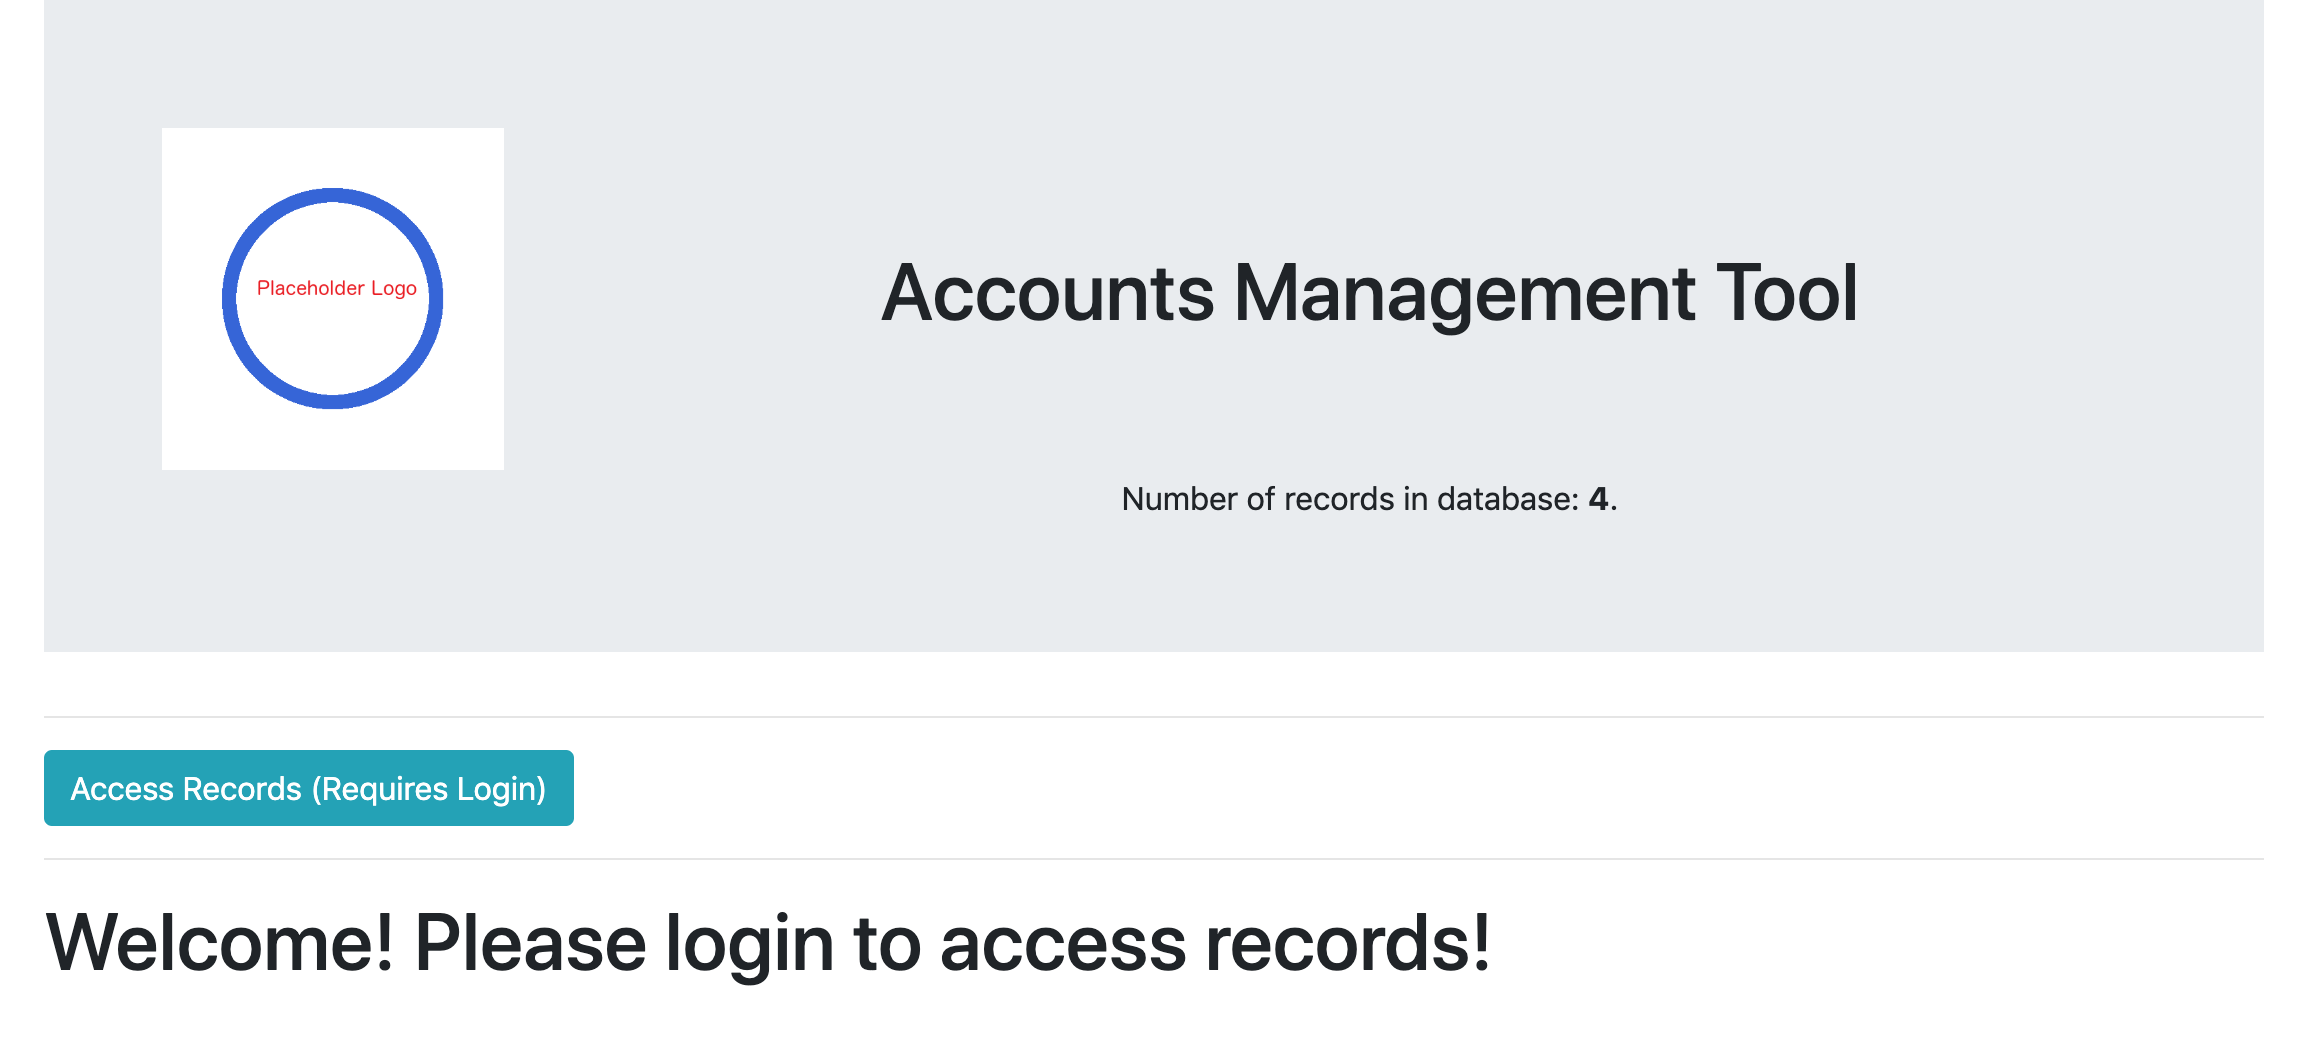 Placeholder Logo
Accounts Management Tool
Number of records in database: 4.
Access Records (Requires Login)
Welcome! Please login to access records!